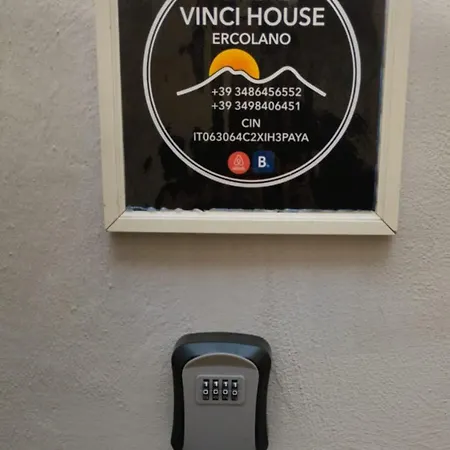 VINCI HOUSE
ERCOLANO
+39 3486456552
+39 3498406451
CIN
IT063064C2XIH3PAYA
B.